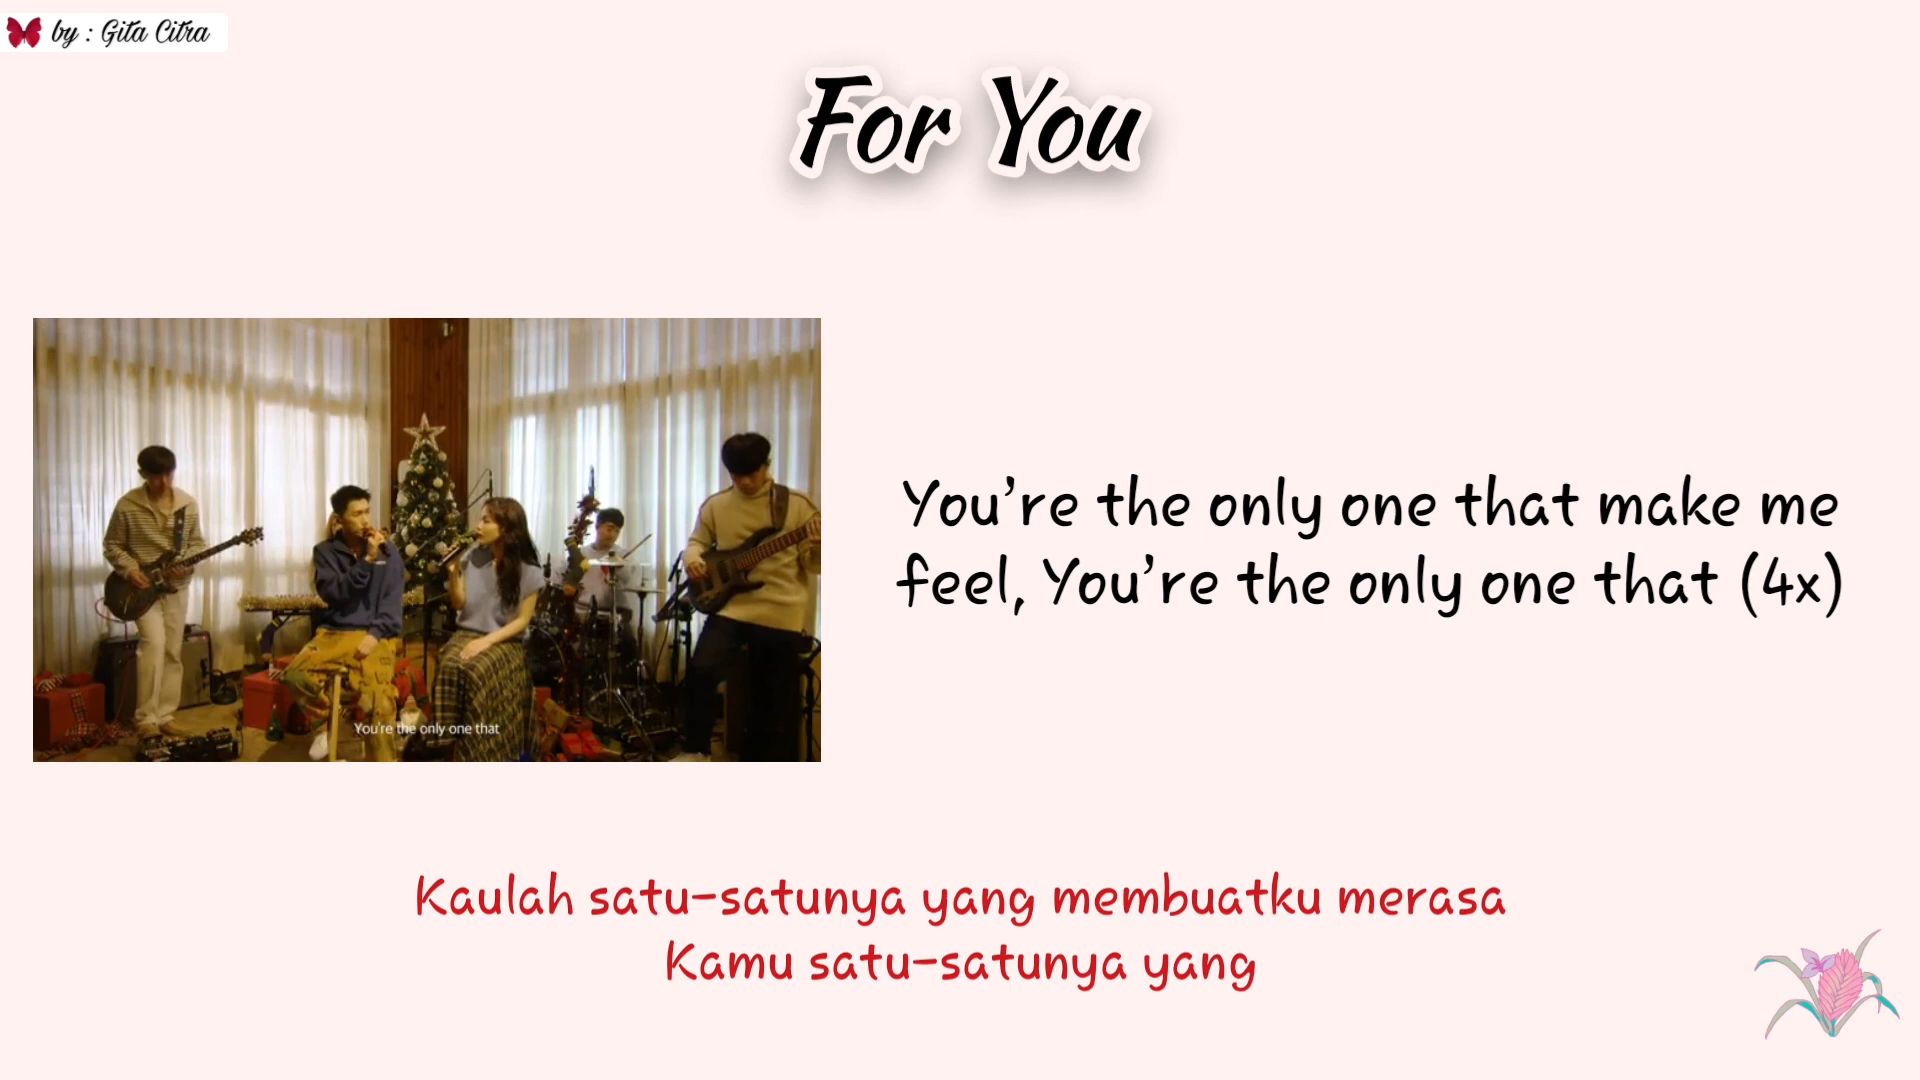 by : Gita Citra
For You
You're the only one that make me
feel, You're the only one that (4x)
You're the only one that
Kaulah satu-satunya yang membuatku merasa
Kamu satu-satunya yang